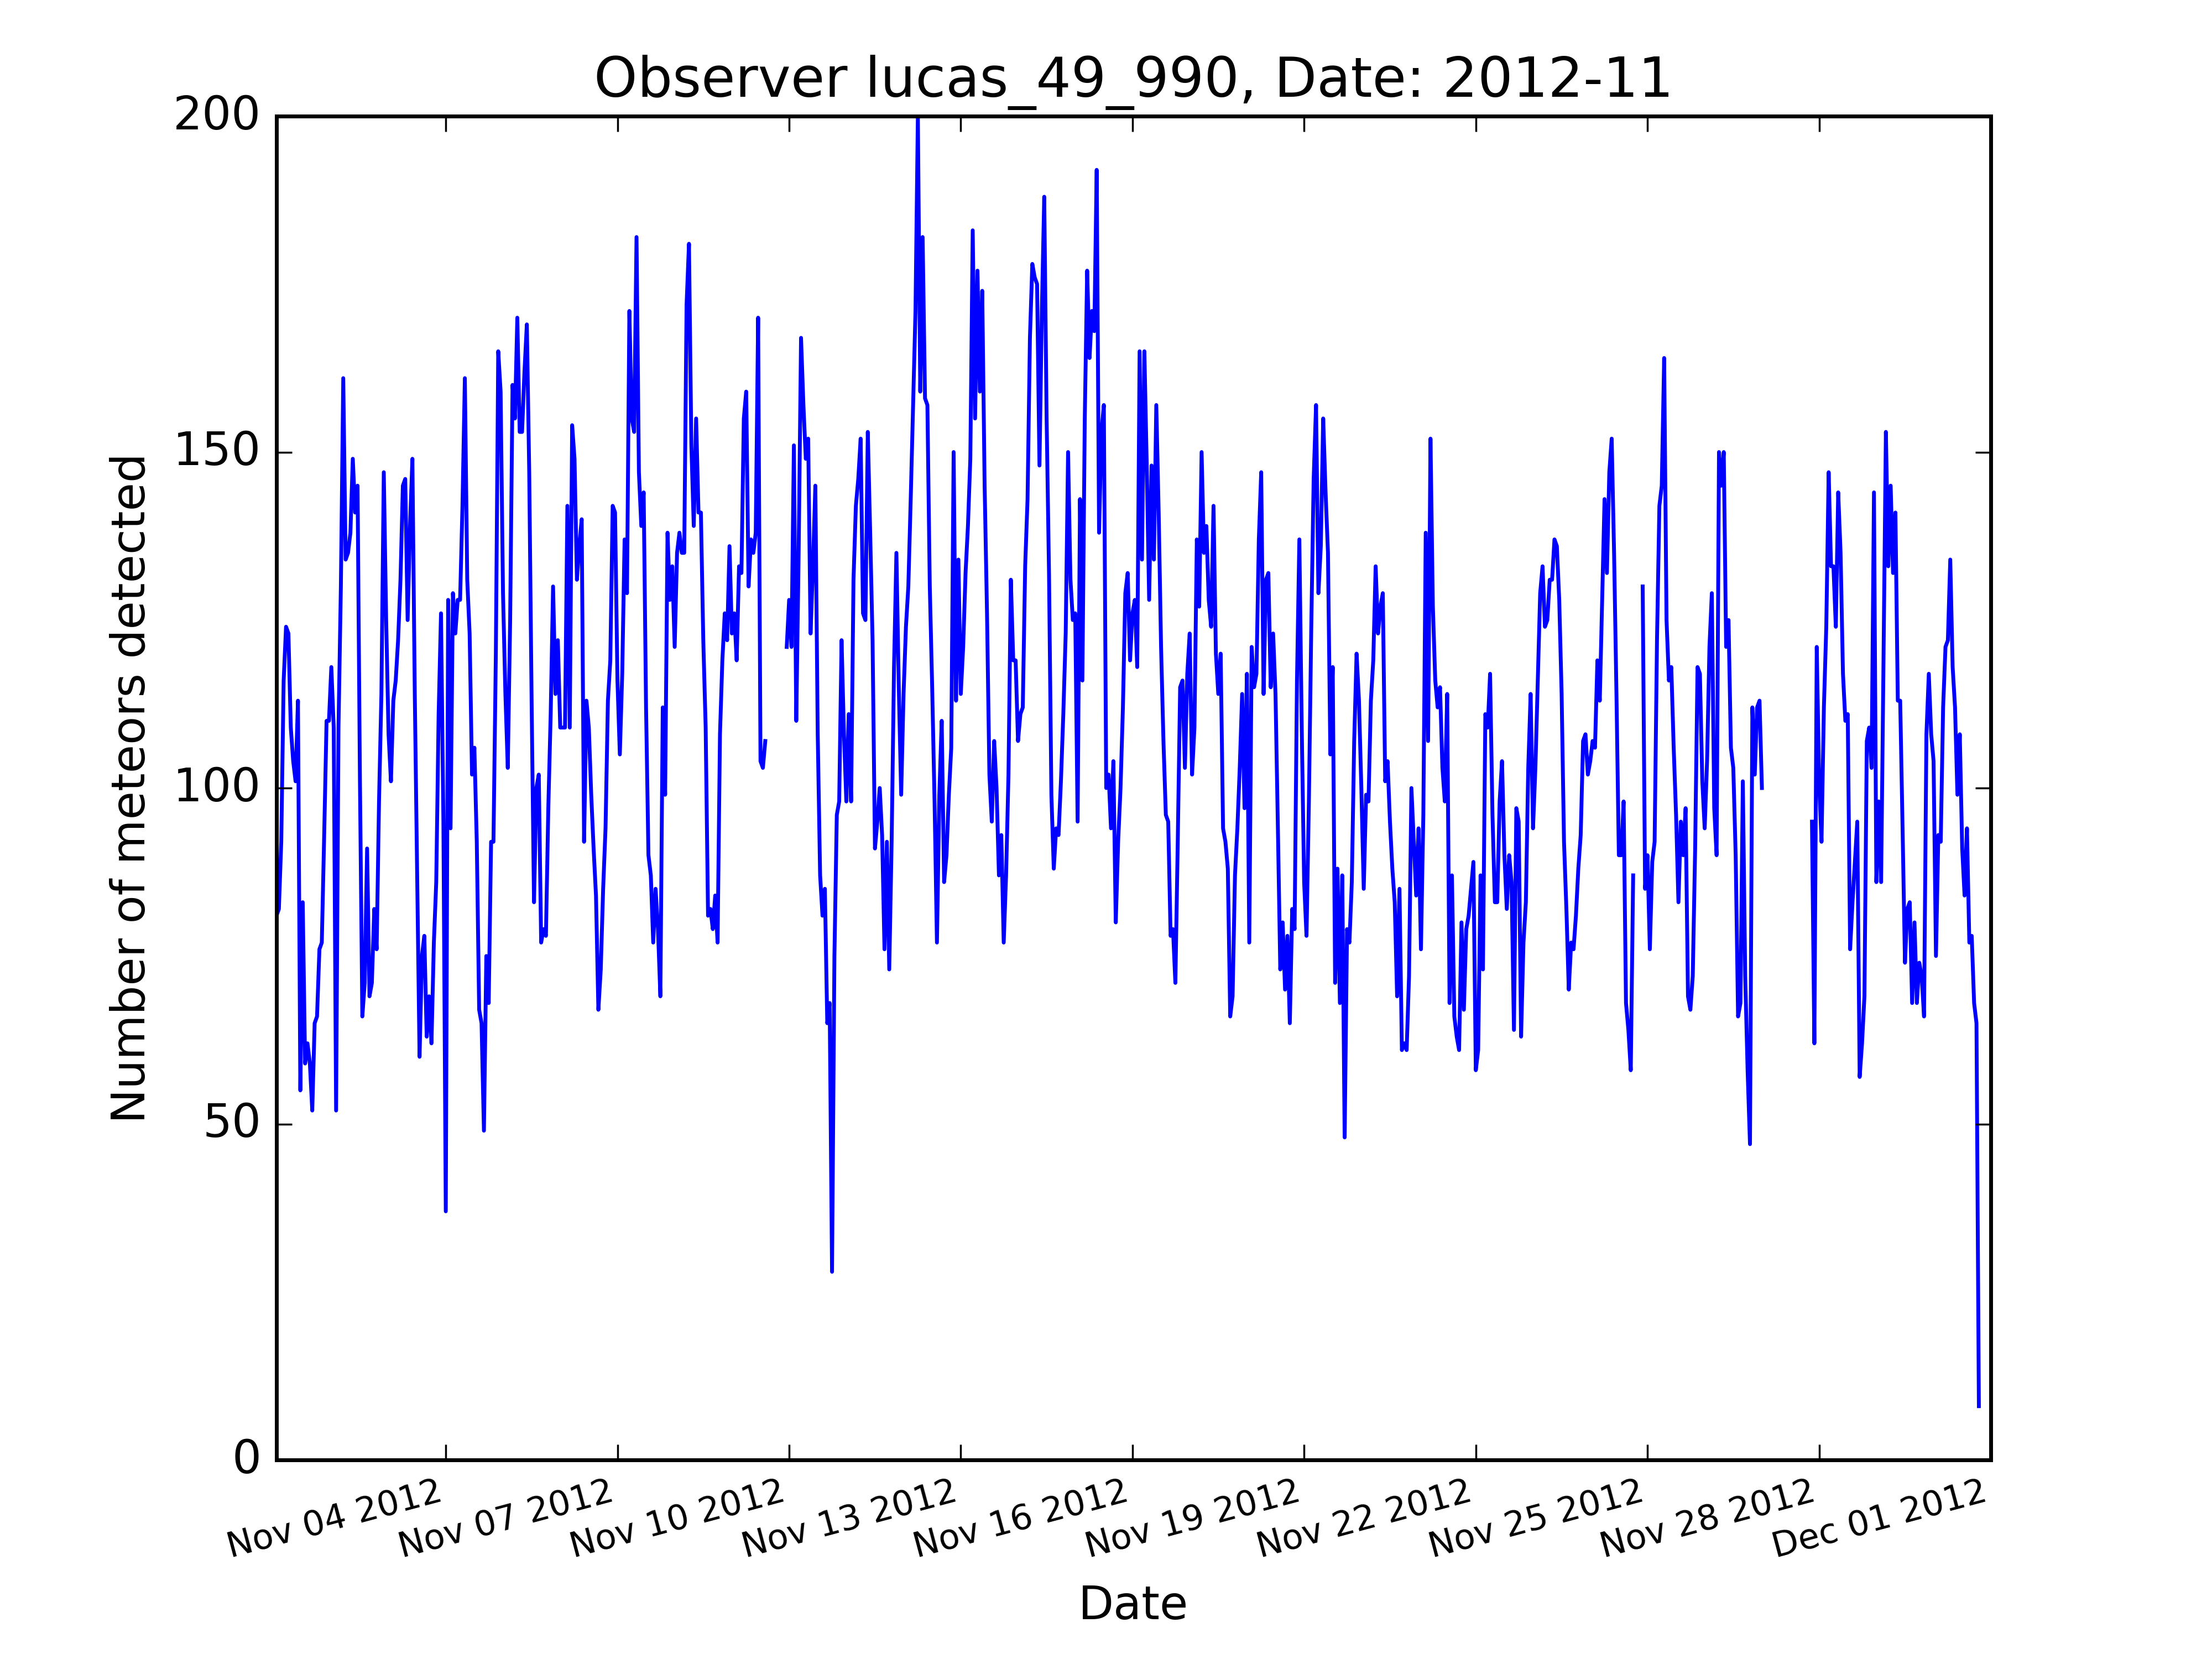 Observer lucas_49_990, Date: 2012-11
200
150
100
50
0
Number of meteors detected
Nov 04 2012
Nov 07 2012
Nov 10 2012
Nov 13 2012
Nov 16 2012
Nov 19 2012
Nov 22 2012
Nov 25 2012
Nov 28 2012
Dec 01 2012
Date